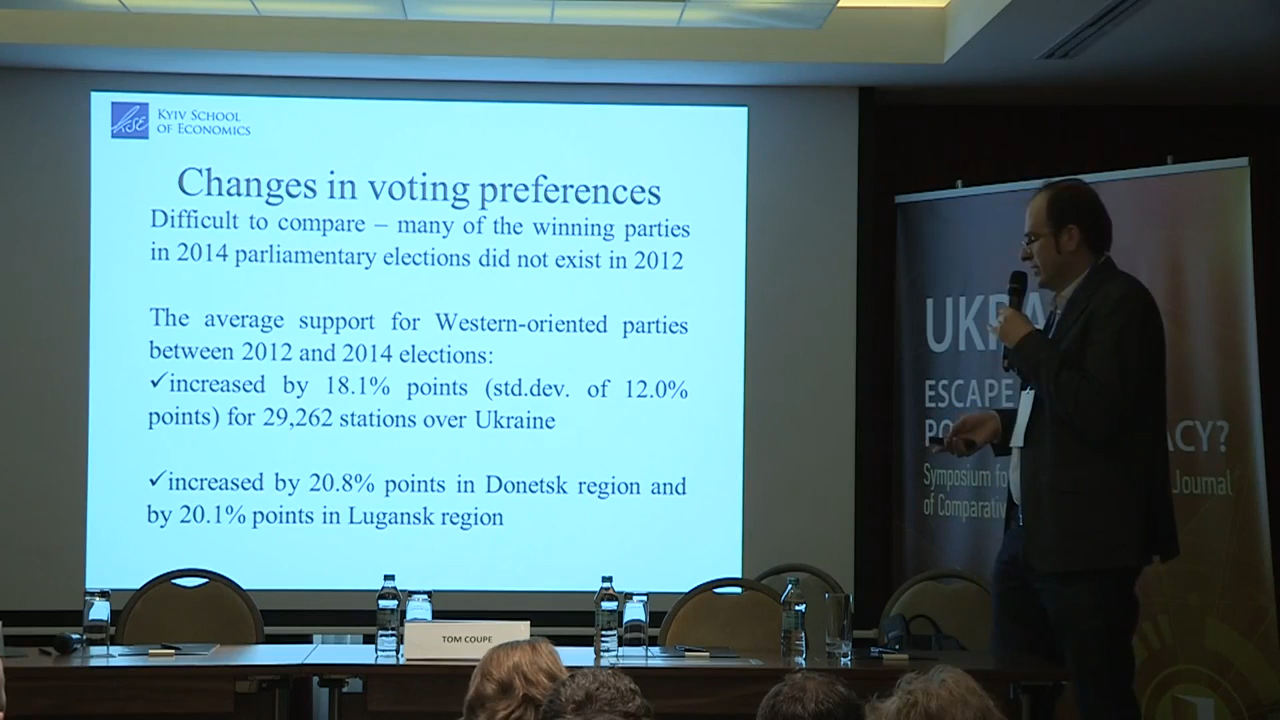 KYIV SCHOOL
OF ECONOMICS
Changes in voting preferences
Difficult to compare – many of the winning parties
in 2014 parliamentary elections did not exist in 2012
The average support for Western-oriented parties
between 2012 and 2014 elections:
✓increased by 18.1% points (std.dev. of 12.0%
points) for 29,262 stations over Ukraine
✓increased by 20.8% points in Donetsk region and
by 20.1% points in Lugansk region
TOM COUPE
ESCAPE
Symposium
Journal
of